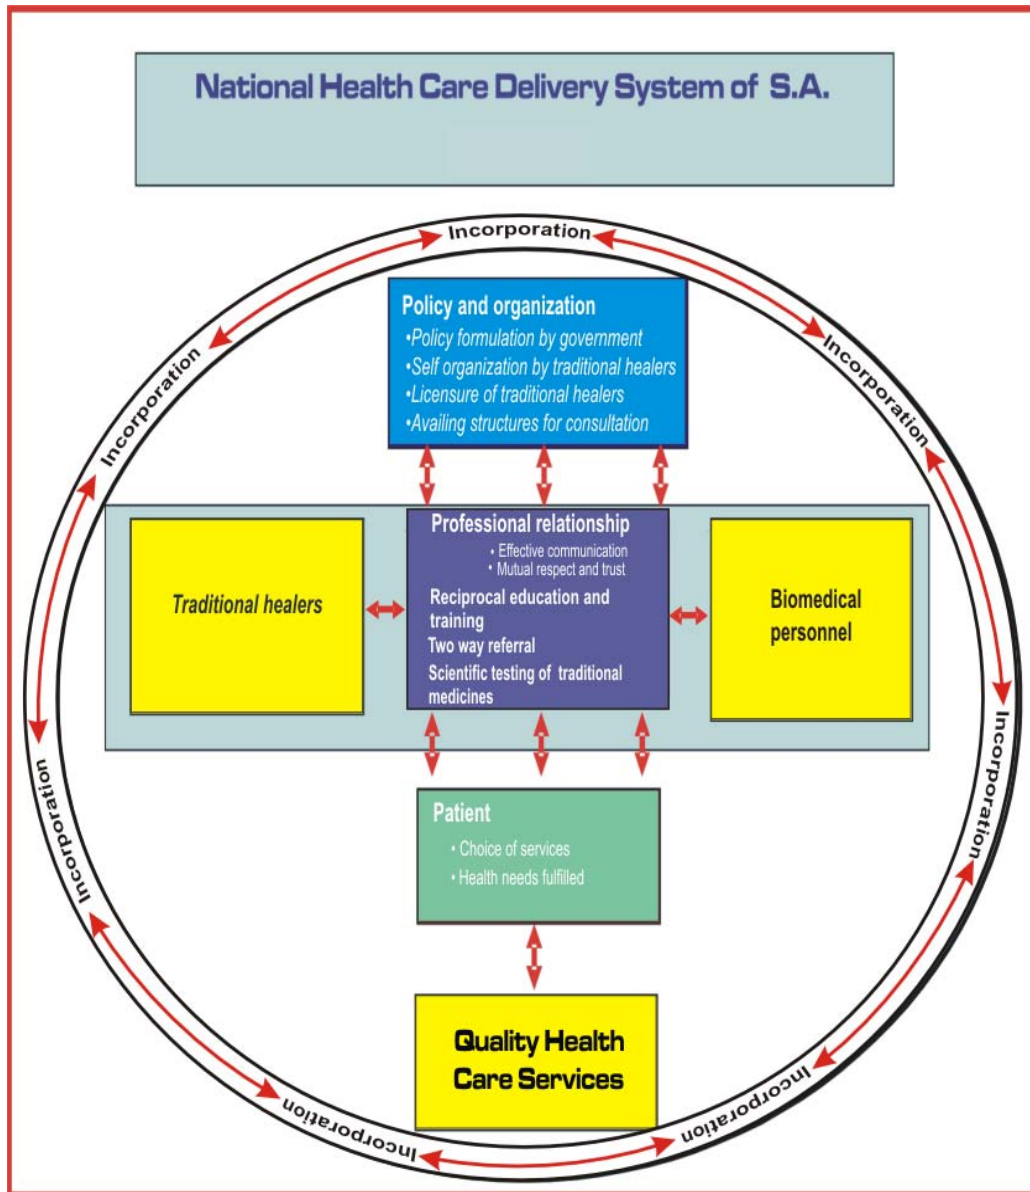 National Health Care Delivery System of S.A.
Incorporation
Incorporation
Incorporation
Policy and organization
•Policy formulation by government
•Self organization by traditional healers
•Licensure of traditional healers
•Availing structures for consultation
Traditional healers
Professional relationship
• Effective communication
• Mutual respect and trust
Reciprocal education and
training
Two way referral
Scientific testing of traditional
medicines
Biomedical
personnel
Incorporation
Incorporation
Patient
• Choice of services
• Health needs fulfilled
Quality Health
Care Services
Incorporation
Incorporation